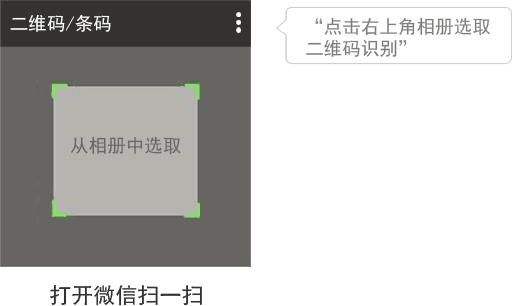 二维码/条码
“点击右上角相册选取
二维码识别”
从相册中选取
打开微信扫一扫